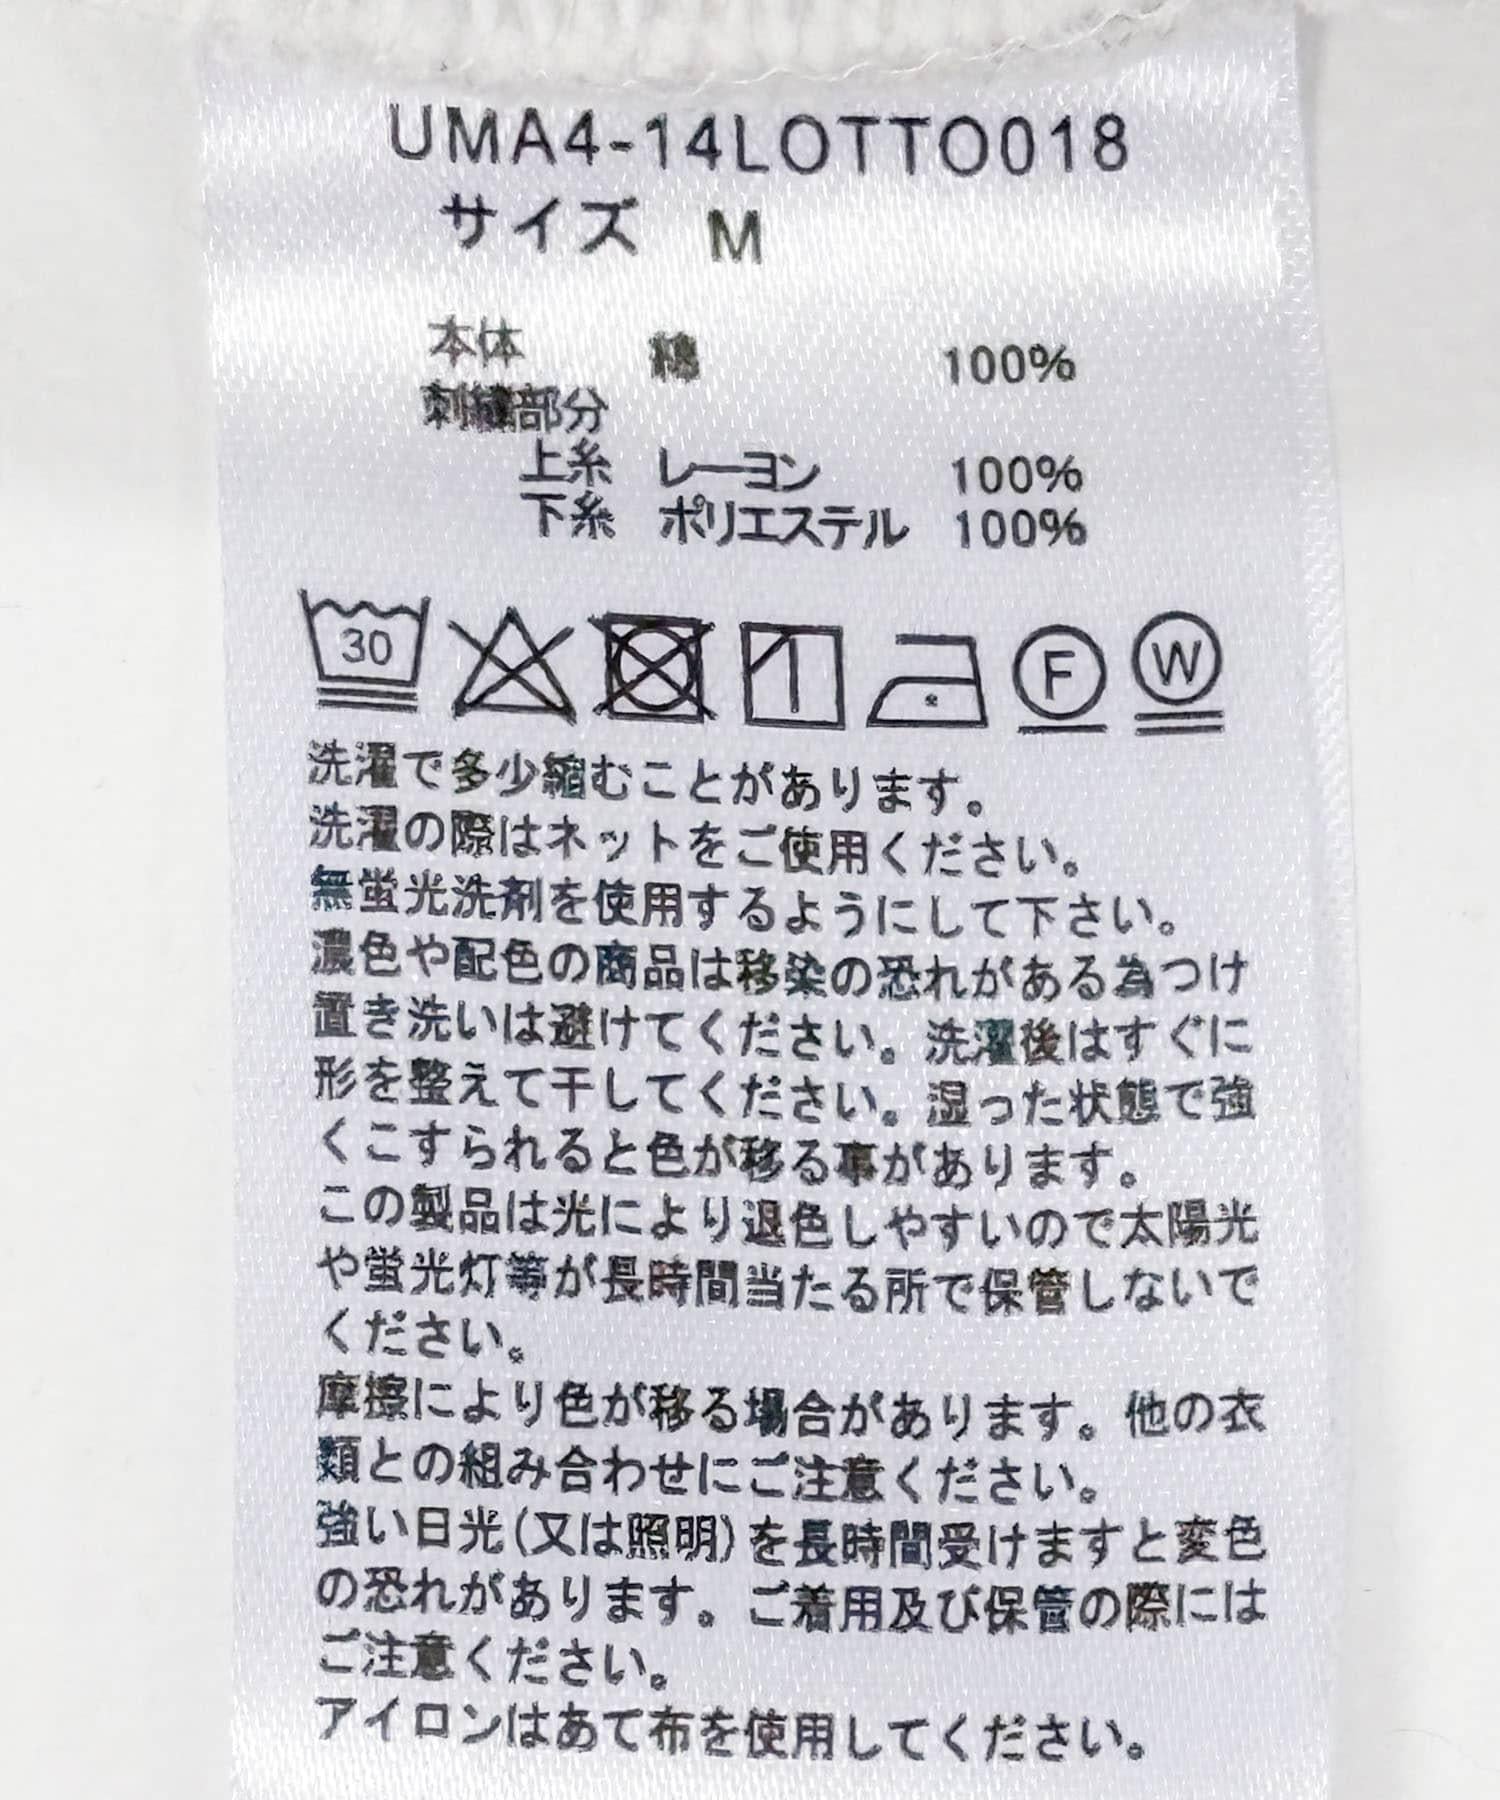 UMA4-14LOTTO018
サイズ M
本体 綿 100%
刺繍部分
上糸 レーヨン 100%
下糸 ポリエステル 100%
30 F W
洗濯で多少縮むことがあります。
洗濯の際はネットをご使用ください。
無蛍光洗剤を使用するようにして下さい。
濃色や配色の商品は移染の恐れがある為つけ
置き洗いは避けてください。洗濯後はすぐに
形を整えて干してください。湿った状態で強
くこすられると色が移る事があります。
この製品は光により退色しやすいので太陽光
や蛍光灯等が長時間当たる所で保管しないで
ください。
摩擦により色が移る場合があります。他の衣
類との組み合わせにご注意ください。
強い日光(又は照明)を長時間受けますと変色
の恐れがあります。ご着用及び保管の際には
ご注意ください。
アイロンはあて布を使用してください。